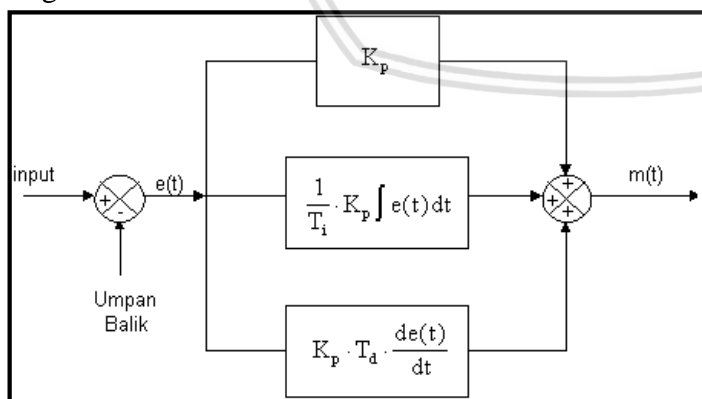 K_p
input
e(t)
1/T_i · K_p ∫ e(t) dt
m(t)
+
-
+
+
+
Umpan
Balik
K_p · T_d · de(t)/dt